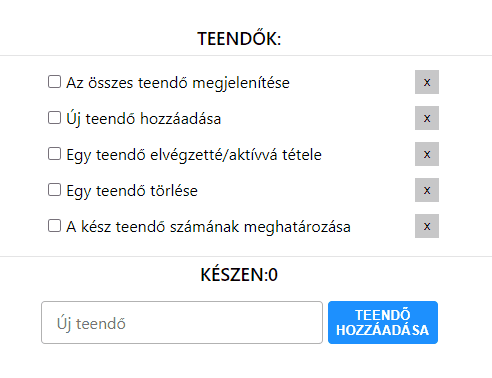 TEENDŐK:
Az összes teendő megjelenítése x
Új teendő hozzáadása x
Egy teendő elvégzetté/aktívvá tétele x
Egy teendő törlése x
A kész teendő számának meghatározása x
KÉSZEN:0
Új teendő
TEENDŐ
HOZZÁADÁSA